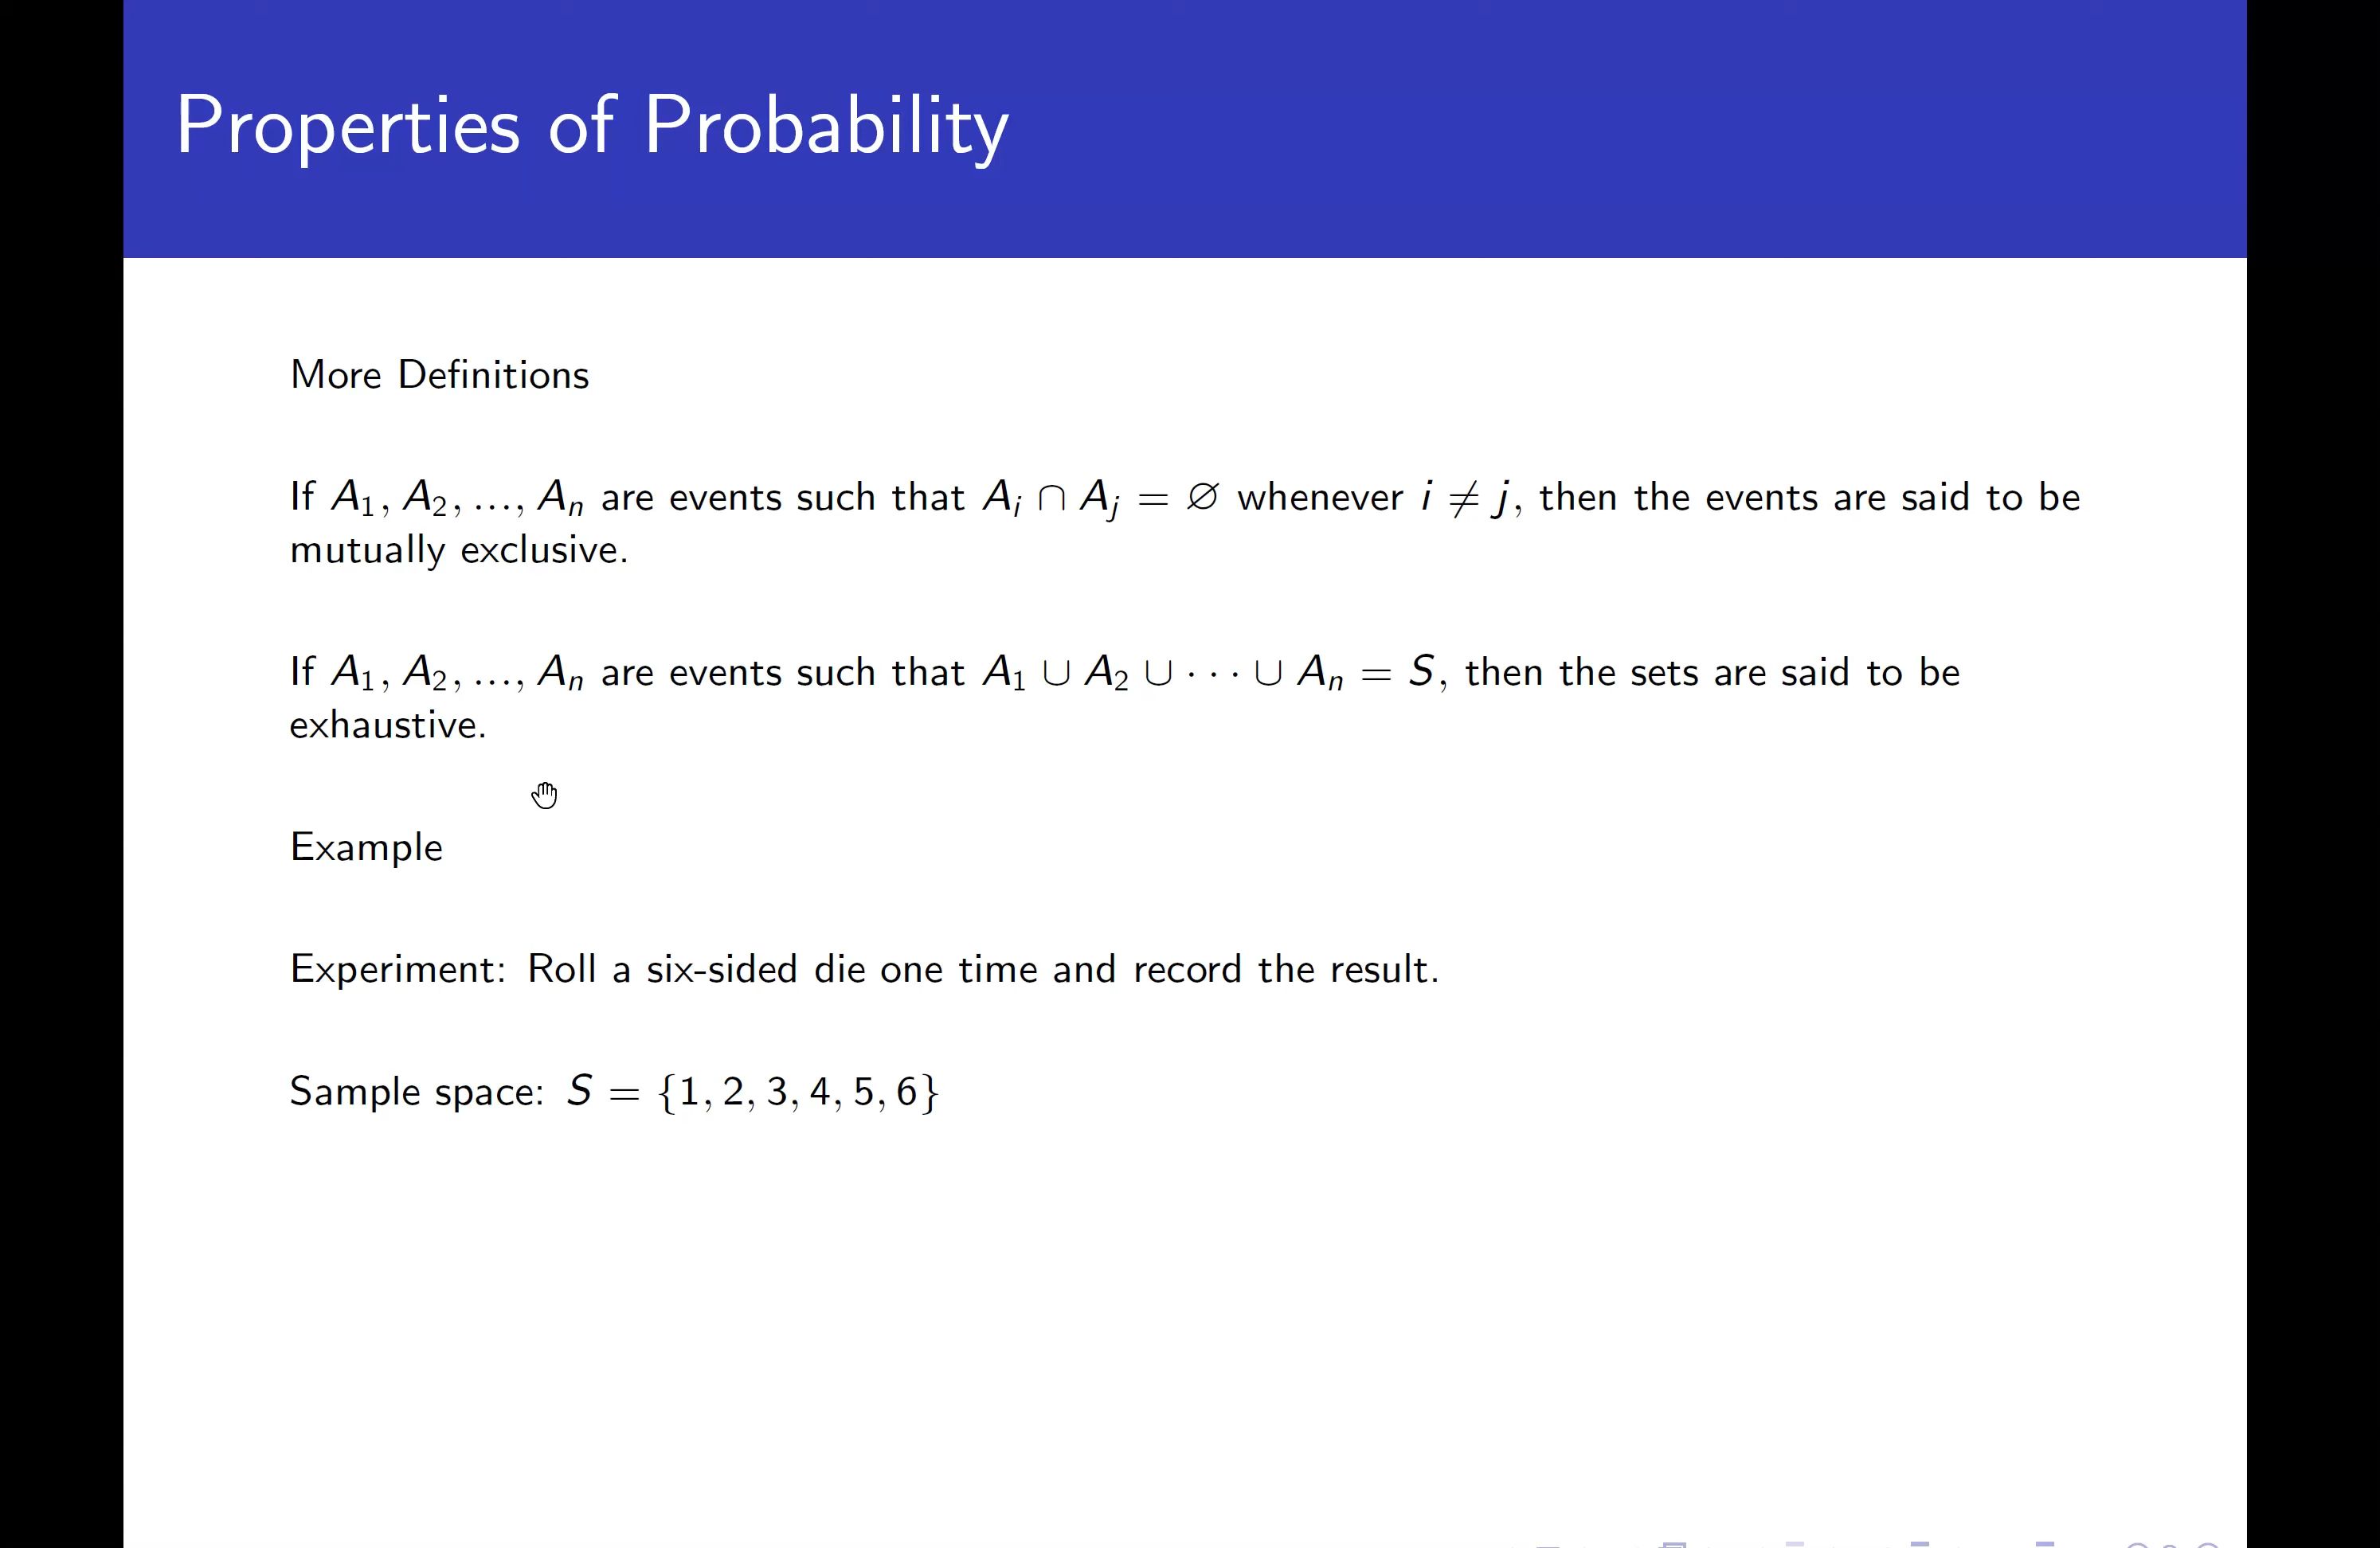 Properties of Probability
More Definitions
If A₁, A₂, ..., Aₙ are events such that Aᵢ ∩ Aⱼ = ∅ whenever i ≠ j, then the events are said to be
mutually exclusive.
If A₁, A₂, ..., Aₙ are events such that A₁ ∪ A₂ ∪ · · · ∪ Aₙ = S, then the sets are said to be
exhaustive.
Example
Experiment: Roll a six-sided die one time and record the result.
Sample space: S = {1, 2, 3, 4, 5, 6}